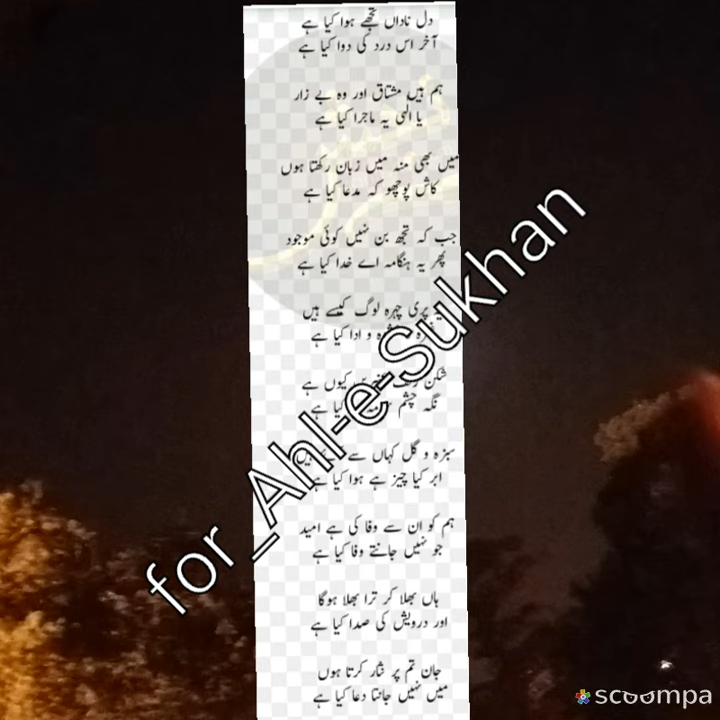 دل ناداں تجھے ہوا کیا ہے
آخر اس درد کی دوا کیا ہے
ہم ہیں مشتاق اور وہ بے زار
یا الٰہی یہ ماجرا کیا ہے
میں بھی منہ میں زبان رکھتا ہوں
کاش پوچھو کہ مدعا کیا ہے
جب کہ تجھ بن نہیں کوئی موجود
پھر یہ ہنگامہ اے خدا کیا ہے
پری چہرہ لوگ کیسے ہیں
و ادا کیا ہے
شکن کیوں ہے
نگہ چشم کیا ہے
سبزہ و گل کہاں سے ہیں
ابر کیا چیز ہے ہوا کیا ہے
ہم کو ان سے وفا کی ہے امید
جو نہیں جانتے وفا کیا ہے
ہاں بھلا کر ترا بھلا ہوگا
اور درویش کی صدا کیا ہے
جان تم پر نثار کرتا ہوں
میں نہیں جانتا دعا کیا ہے
for_Ahl-e-Sukhan
scoompa